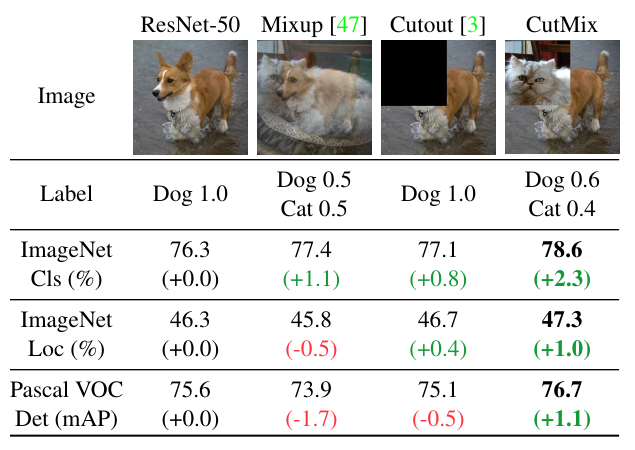 ResNet-50 Mixup [47] Cutout [3] CutMix
Image
Label Dog 1.0 Dog 0.5 Cat 0.5 Dog 1.0 Dog 0.6 Cat 0.4
ImageNet 76.3 77.4 77.1 78.6
Cls (%) (+0.0) (+1.1) (+0.8) (+2.3)
ImageNet 46.3 45.8 46.7 47.3
Loc (%) (+0.0) (-0.5) (+0.4) (+1.0)
Pascal VOC 75.6 73.9 75.1 76.7
Det (mAP) (+0.0) (-1.7) (-0.5) (+1.1)